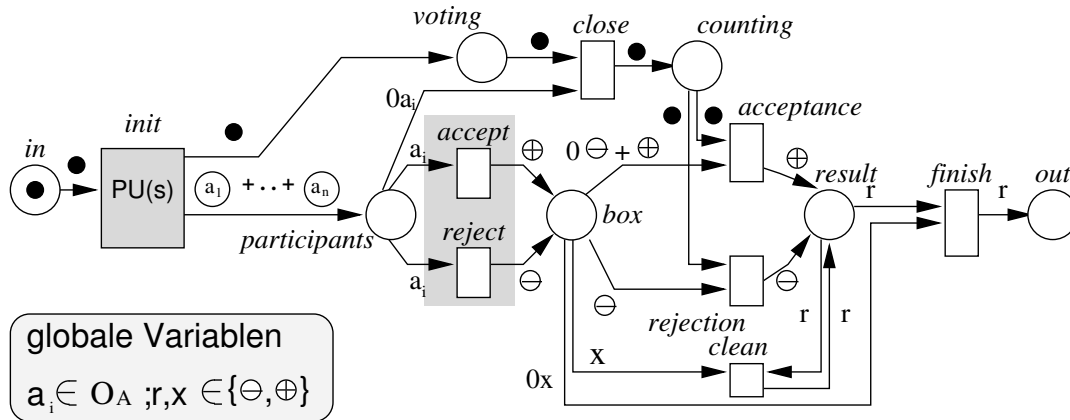 voting
close
counting
0aᵢ
acceptance
init
accept
in
aᵢ
⊕
0 ⊖ + ⊕
⊕
result
finish
out
PU(s)
a₁ + . . + aₙ
r
r
box
participants
reject
aᵢ
⊖
⊖
⊖
rejection
r
r
clean
x
0x
globale Variablen
aᵢ ∈ O_A ;r,x ∈{⊖,⊕}